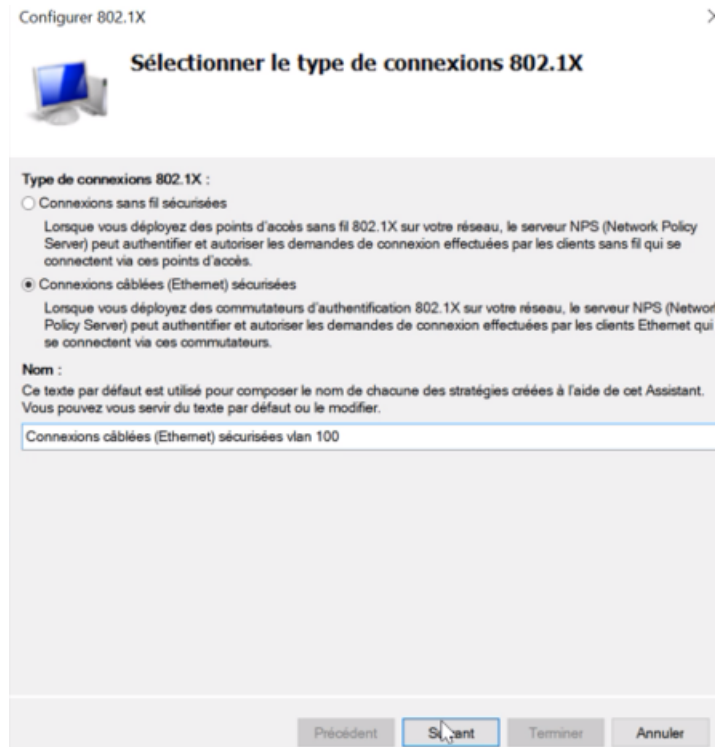 Configurer 802.1X
Sélectionner le type de connexions 802.1X
Type de connexions 802.1X :
Connexions sans fil sécurisées
Lorsque vous déployez des points d'accès sans fil 802.1X sur votre réseau, le serveur NPS (Network Policy
Server) peut authentifier et autoriser les demandes de connexion effectuées par les clients sans fil qui se
connectent via ces points d'accès.
Connexions câblées (Ethernet) sécurisées
Lorsque vous déployez des commutateurs d'authentification 802.1X sur votre réseau, le serveur NPS (Network
Policy Server) peut authentifier et autoriser les demandes de connexion effectuées par les clients Ethernet qui
se connectent via ces commutateurs.
Nom :
Ce texte par défaut est utilisé pour composer le nom de chacune des stratégies créées à l'aide de cet Assistant.
Vous pouvez vous servir du texte par défaut ou le modifier.
Connexions câblées (Ethernet) sécurisées vlan 100
Précédent Suivant Terminer Annuler